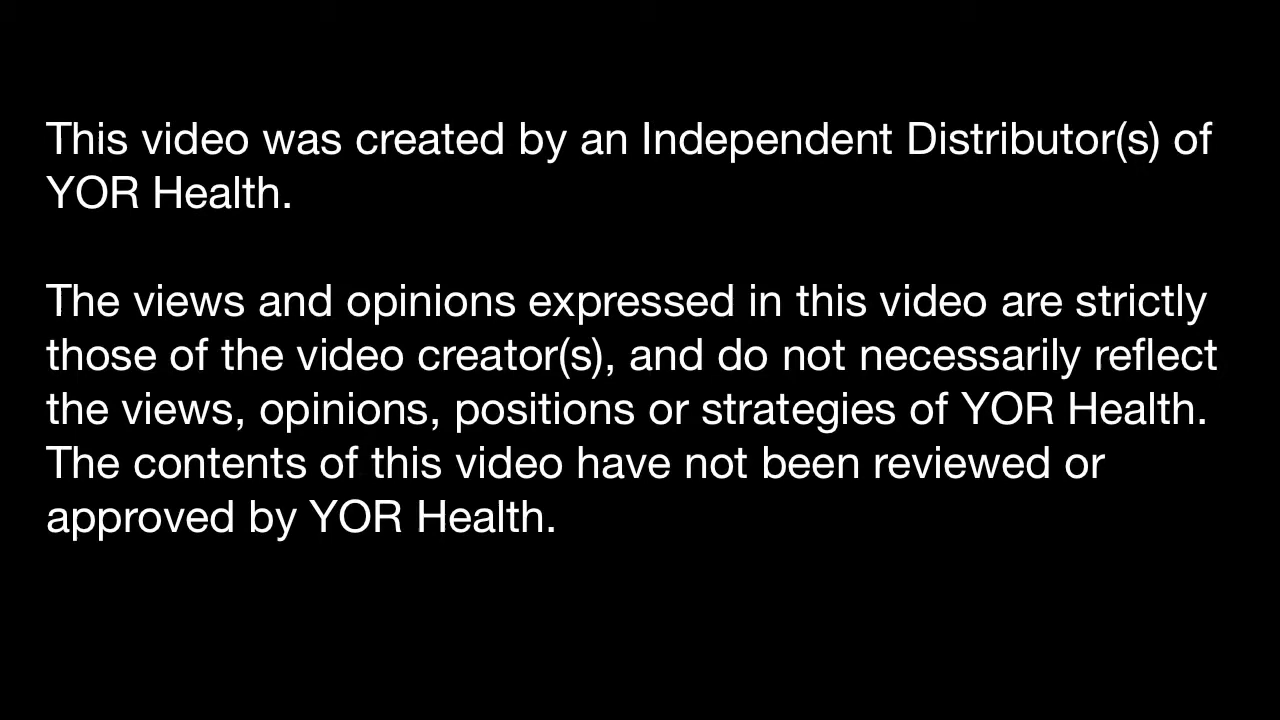 This video was created by an Independent Distributor(s) of
YOR Health.
The views and opinions expressed in this video are strictly
those of the video creator(s), and do not necessarily reflect
the views, opinions, positions or strategies of YOR Health.
The contents of this video have not been reviewed or
approved by YOR Health.